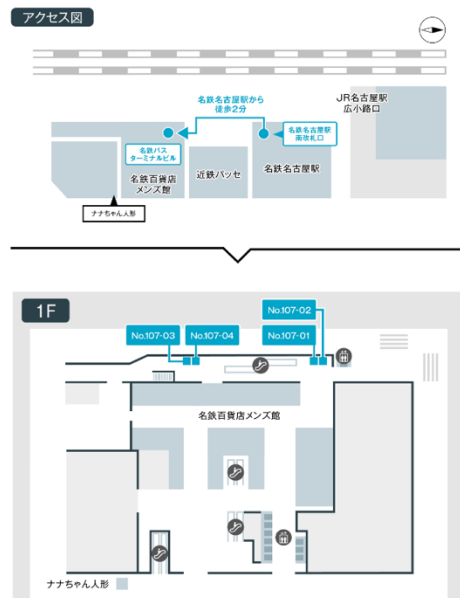 アクセス図
JR名古屋駅
広小路口
名鉄名古屋駅から
徒歩2分
名鉄バス
ターミナルビル
名鉄名古屋駅
南改札口
名鉄百貨店
メンズ館
近鉄パッセ
名鉄名古屋駅
ナナちゃん人形
1F
No.107-02
No.107-03
No.107-04
No.107-01
名鉄百貨店メンズ館
ナナちゃん人形